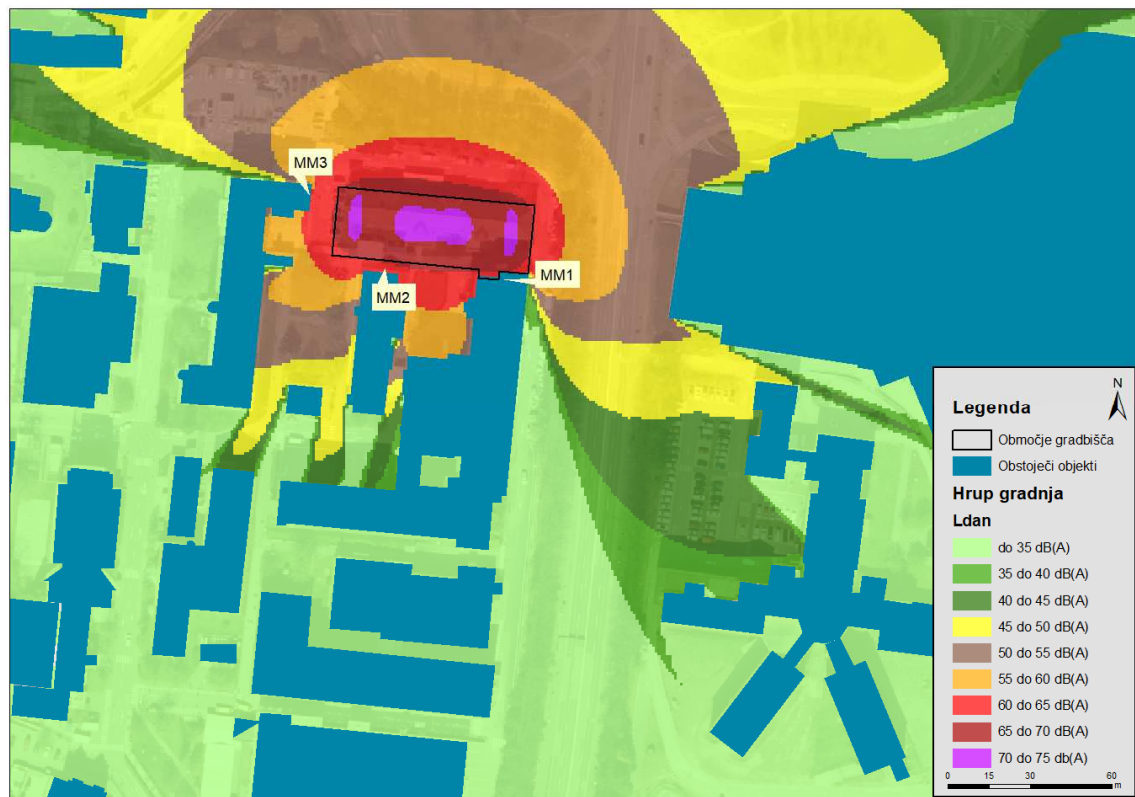 MM3
MM1
MM2
N
Legenda
Območje gradbišča
Obstoječi objekti
Hrup gradnja
Ldan
do 35 dB(A)
35 do 40 dB(A)
40 do 45 dB(A)
45 do 50 dB(A)
50 do 55 dB(A)
55 do 60 dB(A)
60 do 65 dB(A)
65 do 70 dB(A)
70 do 75 db(A)
0 15 30 60
m